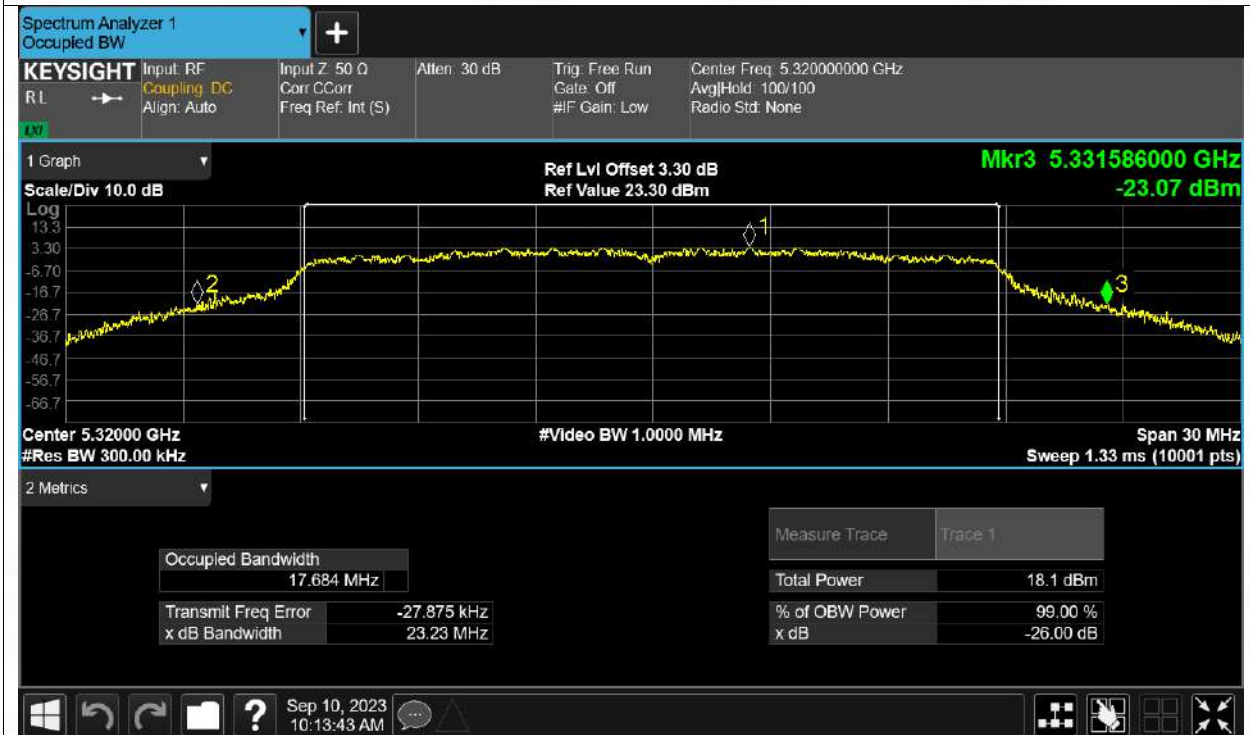 Spectrum Analyzer 1
Occupied BW
+
KEYSIGHT
R L
LXI
Input: RF
Coupling: DC
Align: Auto
Input Z: 50 Ω
Corr CCorr
Freq Ref: Int (S)
Atten: 30 dB
Trig: Free Run
Gate: Off
#IF Gain: Low
Center Freq: 5.320000000 GHz
Avg|Hold: 100/100
Radio Std: None
1 Graph
Scale/Div 10.0 dB
Ref Lvl Offset 3.30 dB
Ref Value 23.30 dBm
Mkr3 5.331586000 GHz
-23.07 dBm
Log
13.3
3.30
-6.70
-16.7
-26.7
-36.7
-46.7
-56.7
-66.7
1
2
3
Center 5.32000 GHz
#Video BW 1.0000 MHz
Span 30 MHz
#Res BW 300.00 kHz
Sweep 1.33 ms (10001 pts)
2 Metrics
Measure Trace Trace 1
Occupied Bandwidth
17.684 MHz
Total Power 18.1 dBm
Transmit Freq Error -27.875 kHz
% of OBW Power 99.00 %
x dB Bandwidth 23.23 MHz
x dB -26.00 dB
?
Sep 10, 2023
10:13:43 AM